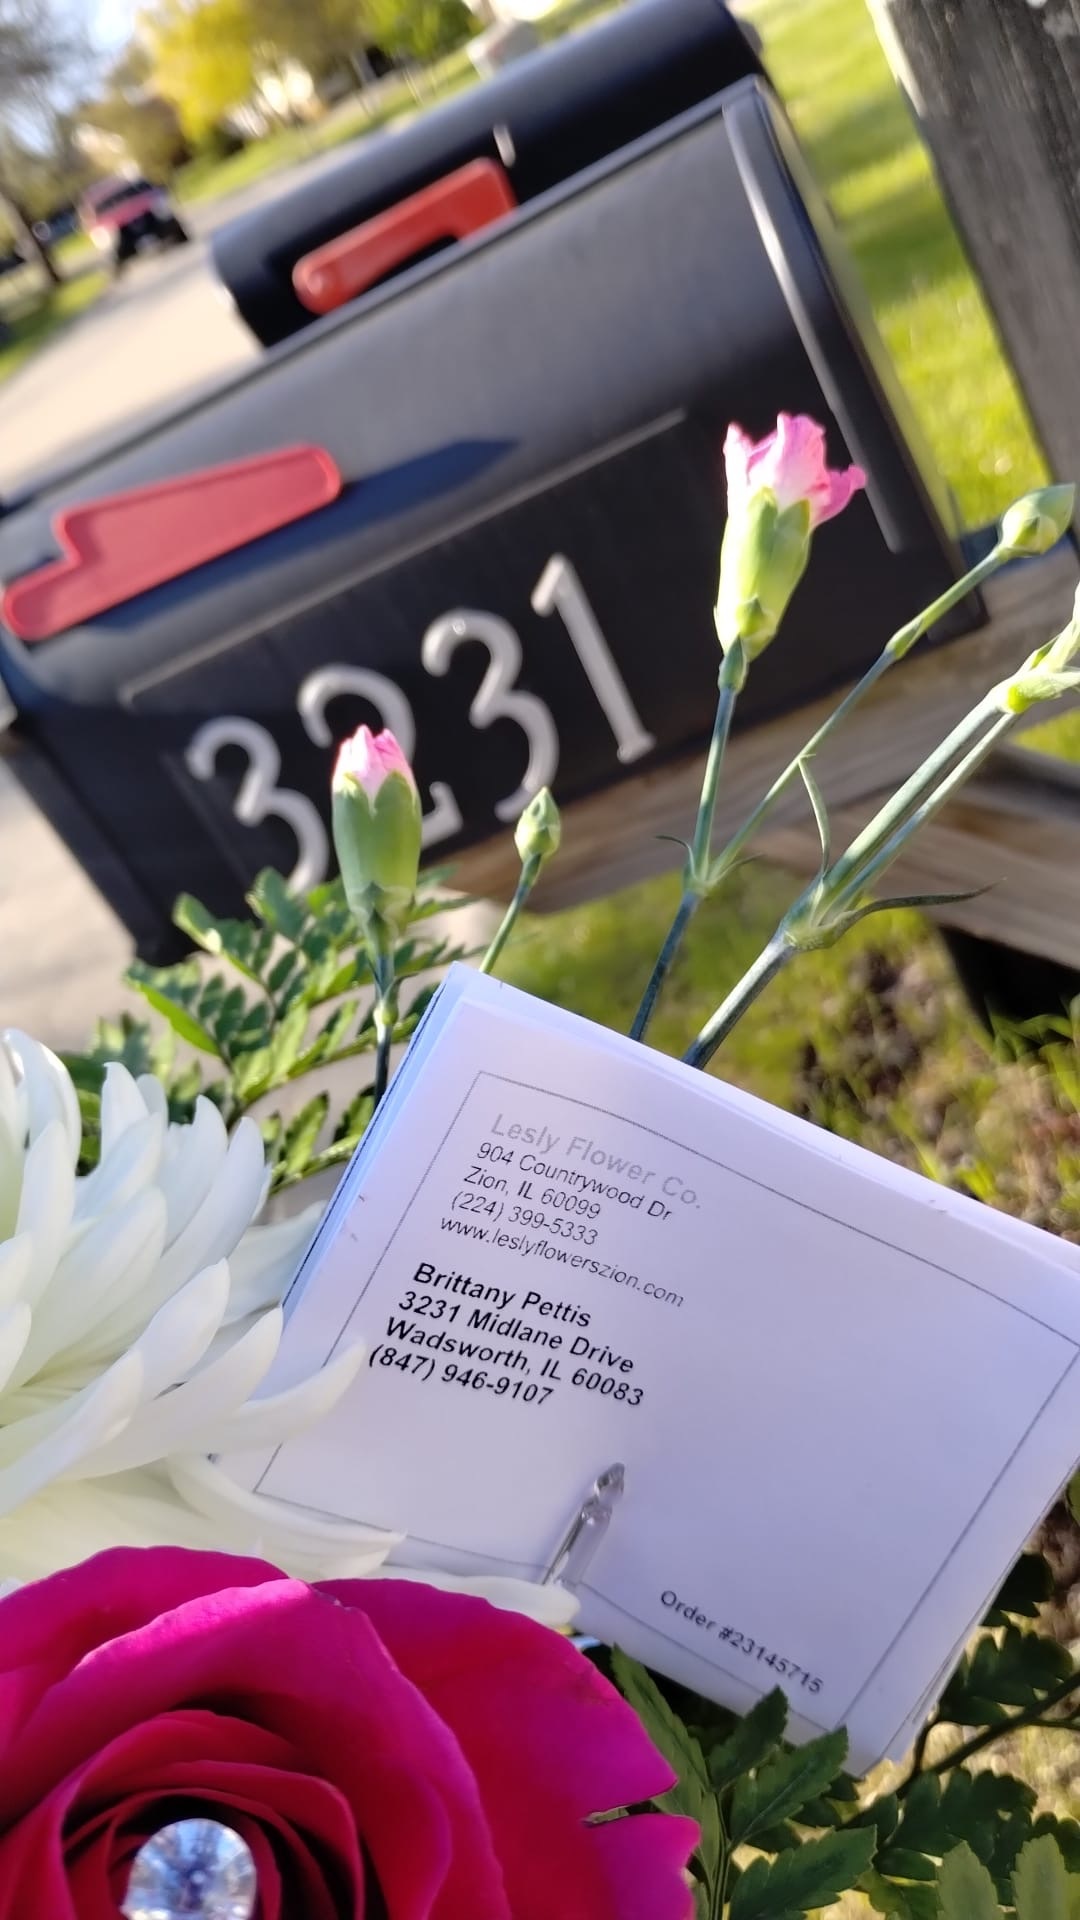 3231
Lesly Flower Co.
904 Countrywood Dr
Zion, IL 60099
(224) 399-5333
www.leslyflowerszion.com
Brittany Pettis
3231 Midlane Drive
Wadsworth, IL 60083
(847) 946-9107
Order #23145715